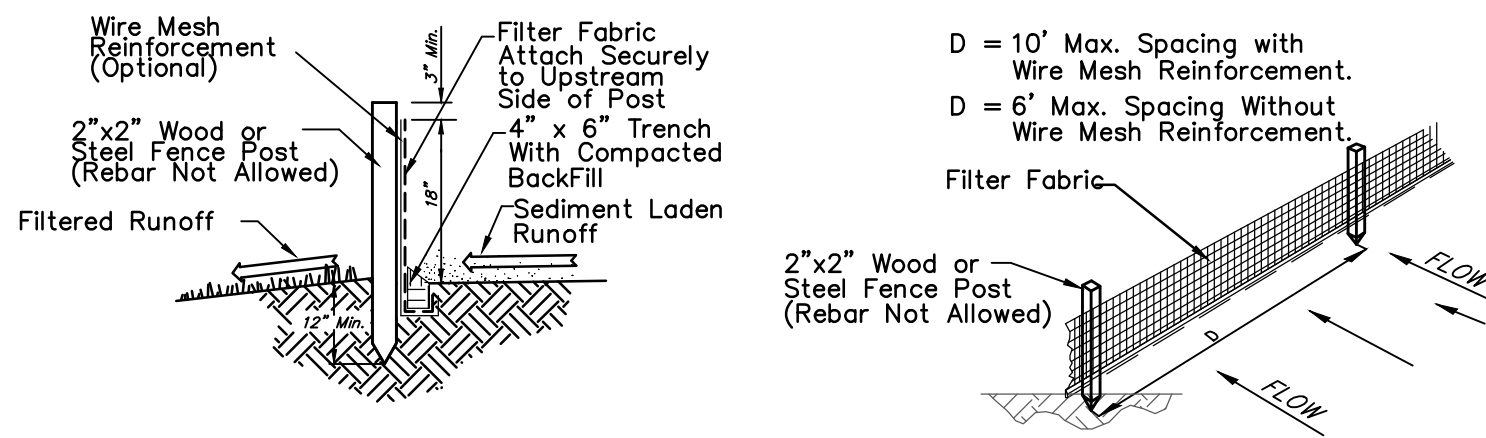 Wire Mesh
Reinforcement
(Optional)
2"x2" Wood or
Steel Fence Post
(Rebar Not Allowed)
Filtered Runoff
12" Min.
3" Min.
18"
Filter Fabric
Attach Securely
to Upstream
Side of Post
4" x 6" Trench
With Compacted
BackFill
Sediment Laden
Runoff
D = 10' Max. Spacing with
Wire Mesh Reinforcement.
D = 6' Max. Spacing Without
Wire Mesh Reinforcement.
Filter Fabric
2"x2" Wood or
Steel Fence Post
(Rebar Not Allowed)
D
FLOW
FLOW